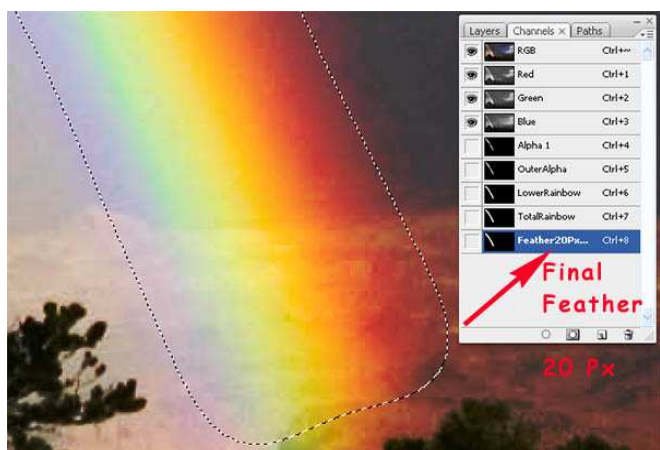 Layers Channels × Paths
RGB Ctrl+~
Red Ctrl+1
Green Ctrl+2
Blue Ctrl+3
Alpha 1 Ctrl+4
OuterAlpha Ctrl+5
LowerRainbow Ctrl+6
TotalRainbow Ctrl+7
Feather20Px... Ctrl+8
Final
Feather
20 Px